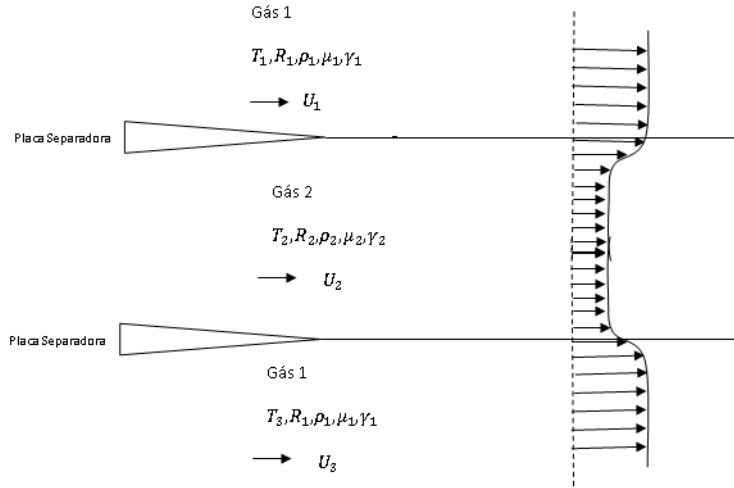 Gás 1
T₁,R₁,ρ₁,μ₁,γ₁
U₁
Placa Separadora
Gás 2
T₂,R₂,ρ₂,μ₂,γ₂
U₂
Placa Separadora
Gás 1
T₃,R₁,ρ₁,μ₁,γ₁
U₃